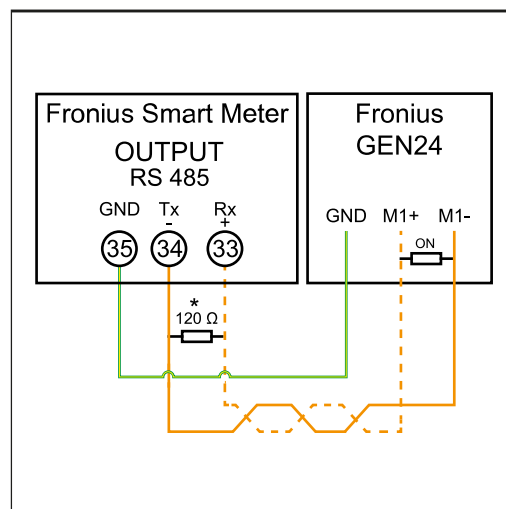 Fronius Smart Meter
OUTPUT
RS 485
GND Tx Rx
- +
35 34 33
*
120 Ω
Fronius
GEN24
GND M1+ M1-
ON